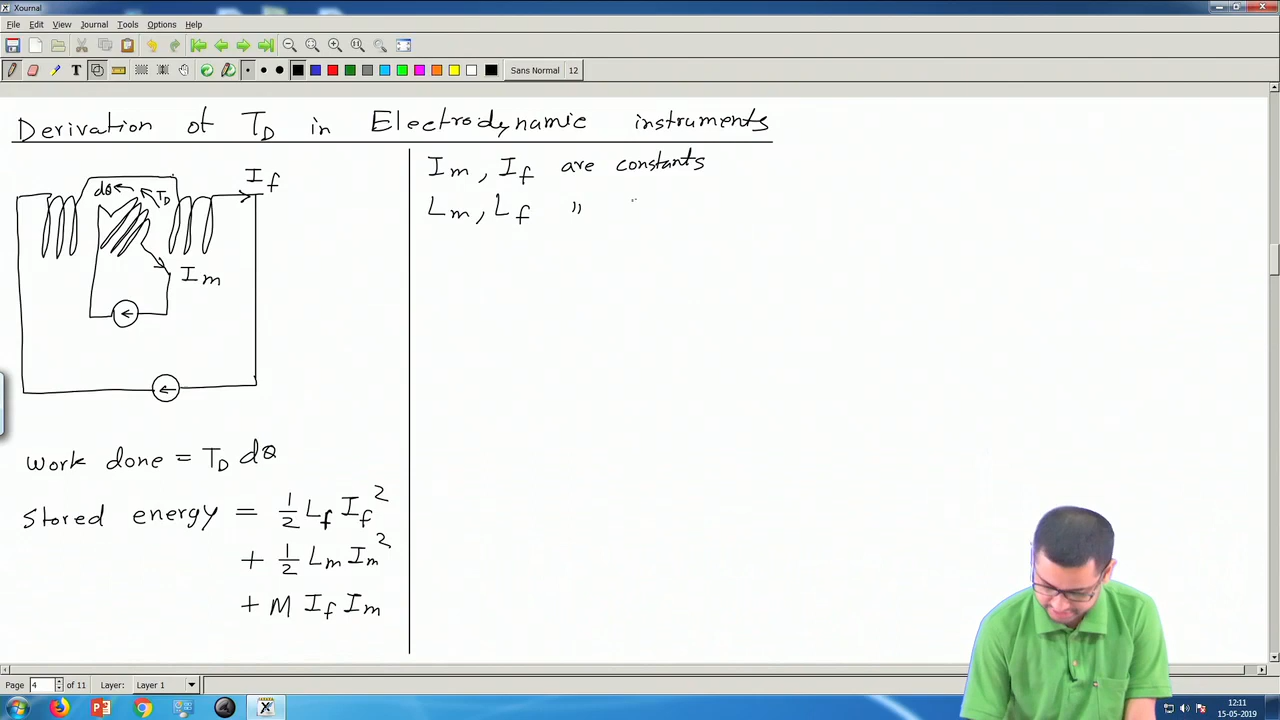 Xournal
File Edit View Journal Tools Options Help
Sans Normal 12
Derivation of T_D in Electrodynamic instruments
I_f
dθ
T_D
I_m
Work done = T_D dθ
Stored energy = 1/2 L_f I_f^2
+ 1/2 L_m I_m^2
+ M I_f I_m
I_m, I_f are constants
L_m, L_f "
Page 4 of 11 Layer: Layer 1
12:11
15-05-2019